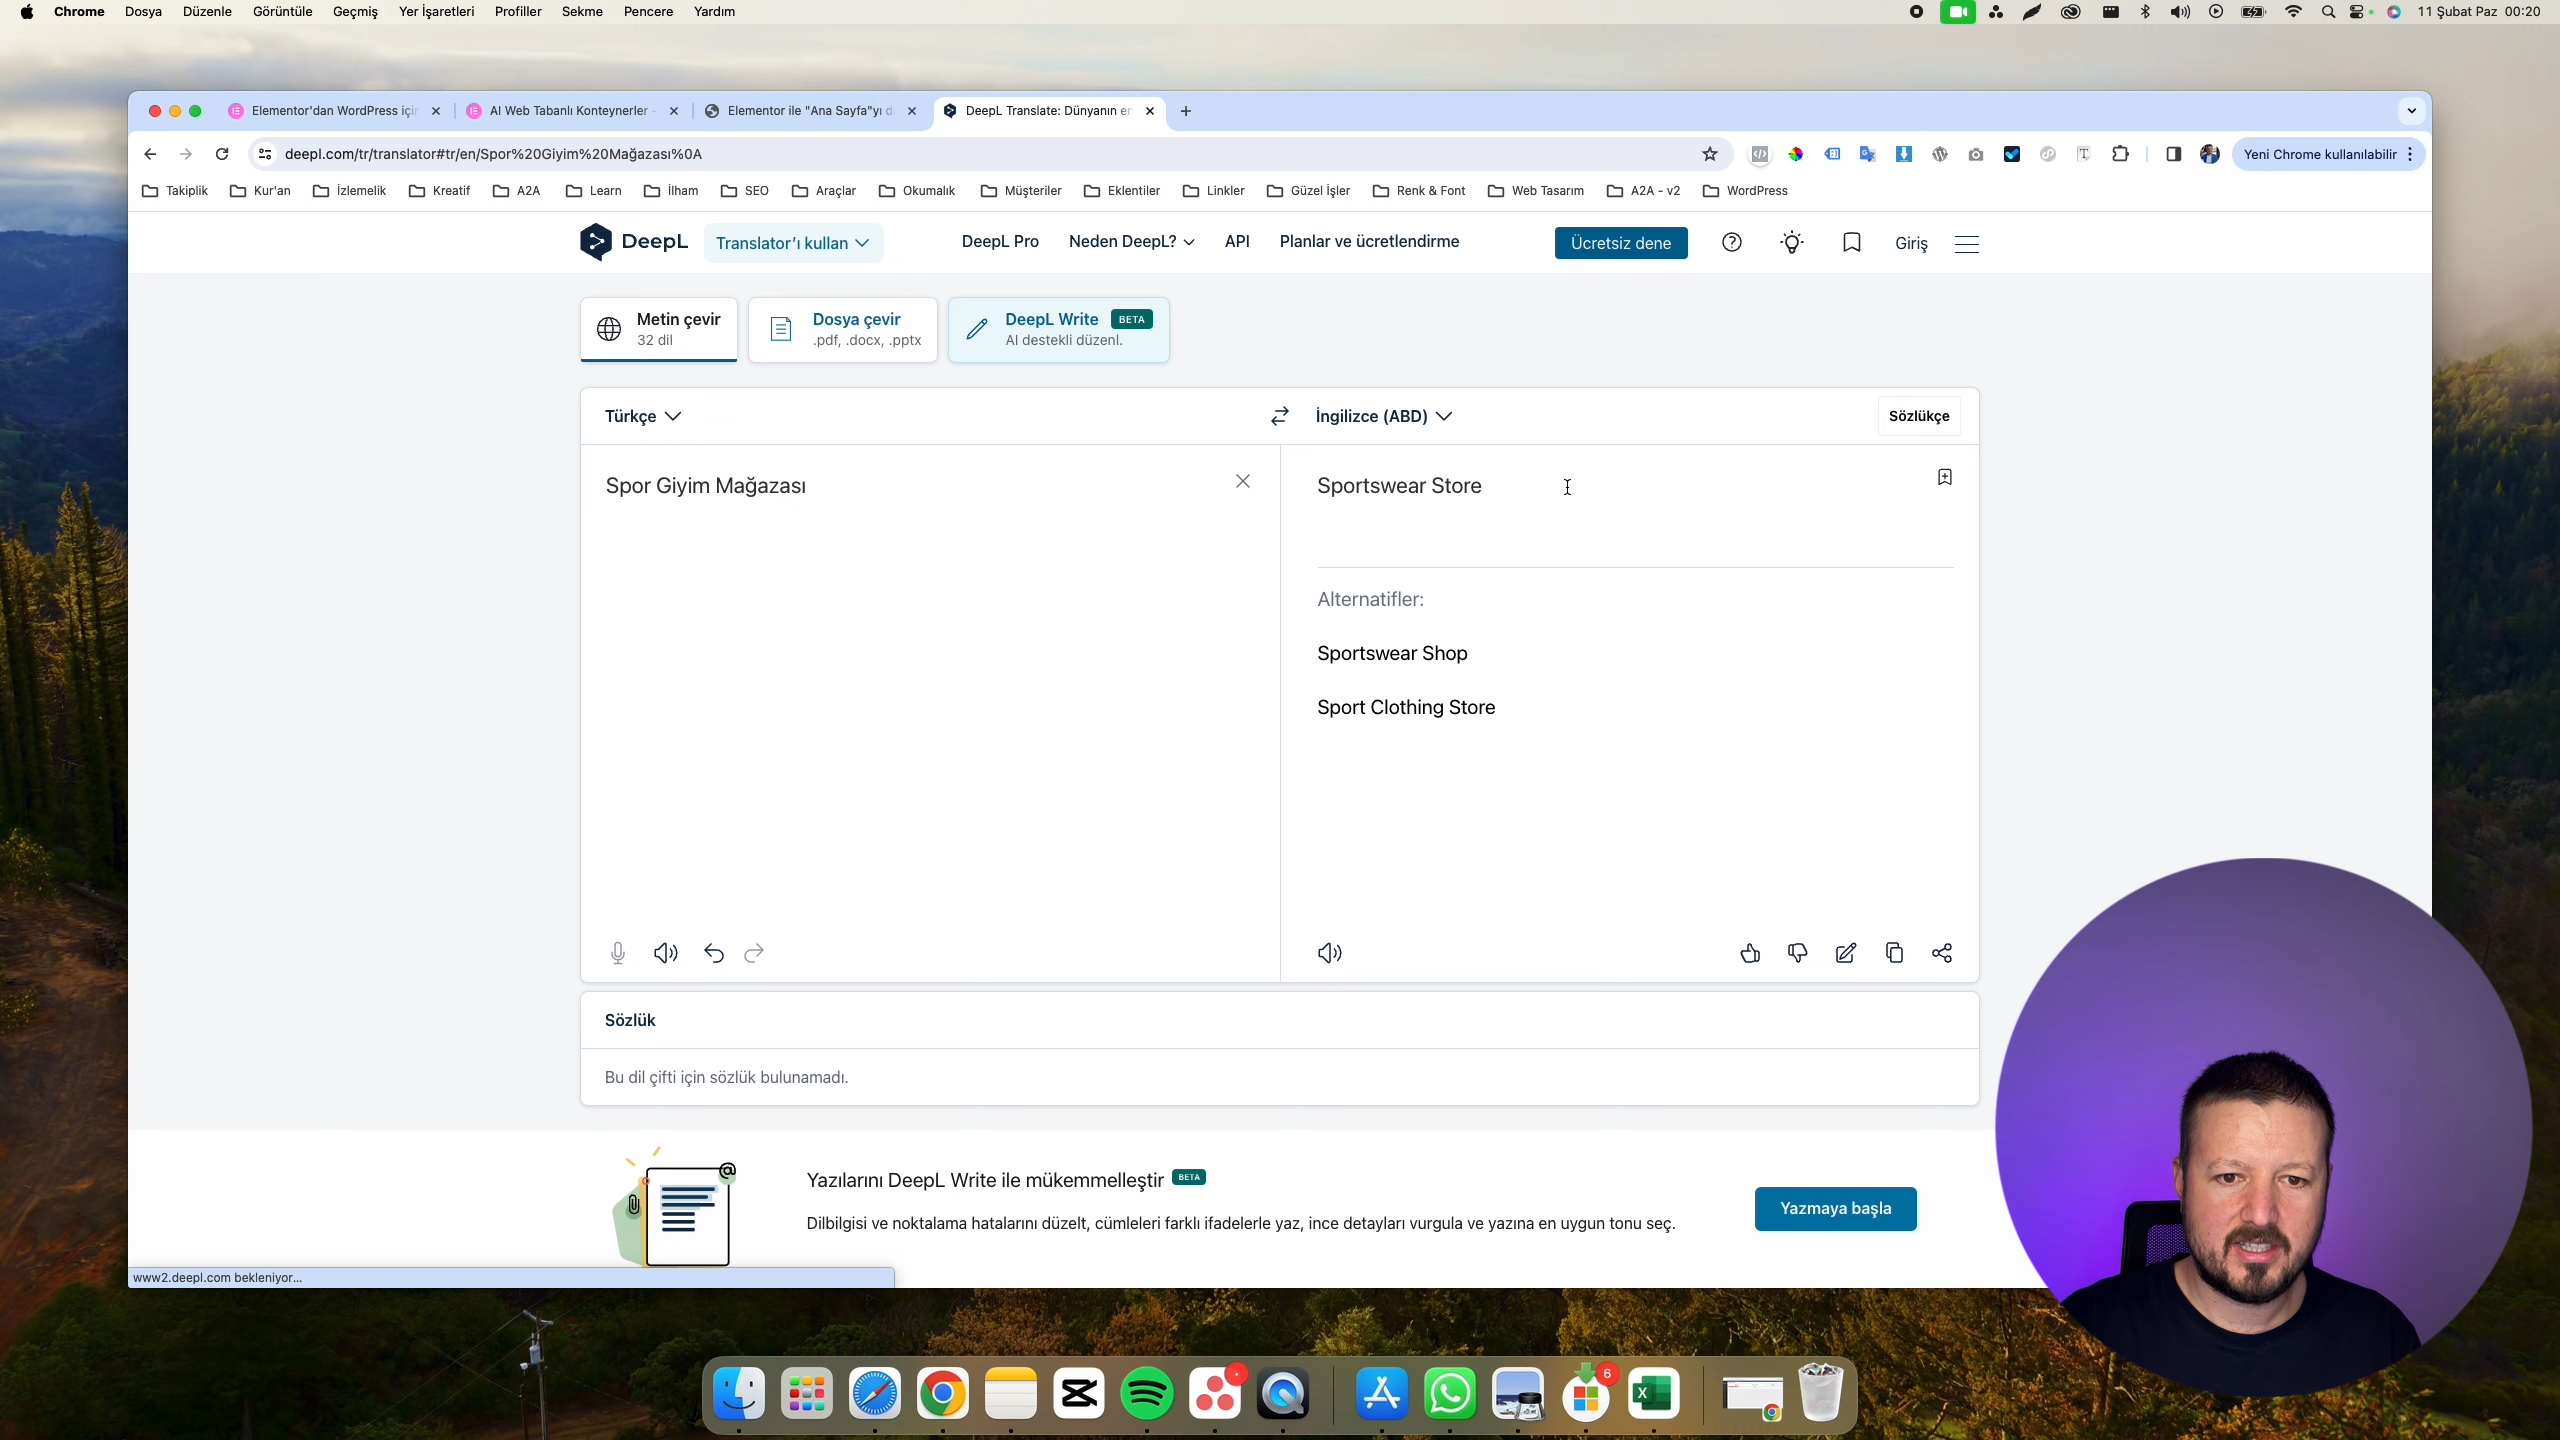 Chrome Dosya Düzenle Görüntüle Geçmiş Yer İşaretleri Profiller Sekme Pencere Yardım
11 Şubat Paz 00:20
Elementor'dan WordPress için
AI Web Tabanlı Konteynerler -
Elementor ile "Ana Sayfa"yı d
DeepL Translate: Dünyanın en
deepl.com/tr/translator#tr/en/Spor%20Giyim%20Mağazası%0A
Yeni Chrome kullanılabilir
Takiplik Kur'an İzlemelik Kreatif A2A Learn İlham SEO Araçlar Okumalık Müşteriler Eklentiler Linkler Güzel İşler Renk & Font Web Tasarım A2A - v2 WordPress
DeepL Translator'ı kullan DeepL Pro Neden DeepL? API Planlar ve ücretlendirme Ücretsiz dene Giriş
Metin çevir
32 dil
Dosya çevir
.pdf, .docx, .pptx
DeepL Write BETA
AI destekli düzenl.
Türkçe
İngilizce (ABD)
Sözlükçe
Spor Giyim Mağazası
Sportswear Store
Alternatifler:
Sportswear Shop
Sport Clothing Store
Sözlük
Bu dil çifti için sözlük bulunamadı.
Yazılarını DeepL Write ile mükemmelleştir BETA
Dilbilgisi ve noktalama hatalarını düzelt, cümleleri farklı ifadelerle yaz, ince detayları vurgula ve yazına en uygun tonu seç.
Yazmaya başla
www2.deepl.com bekleniyor...
6